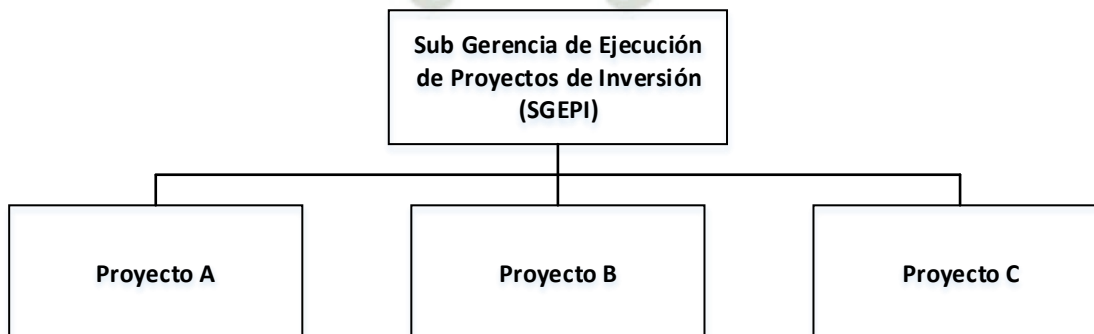 Sub Gerencia de Ejecución
de Proyectos de Inversión
(SGEPI)
Proyecto A
Proyecto B
Proyecto C